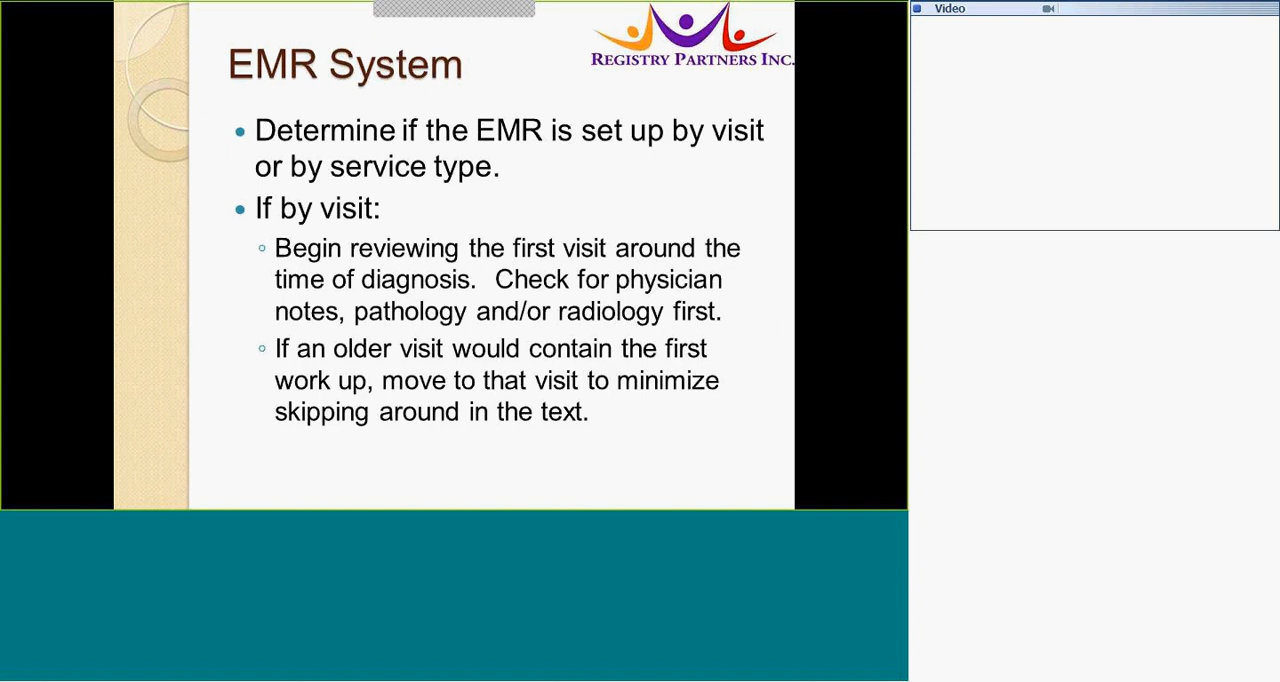 Video
REGISTRY PARTNERS INC.
EMR System
Determine if the EMR is set up by visit
or by service type.
If by visit:
Begin reviewing the first visit around the
time of diagnosis. Check for physician
notes, pathology and/or radiology first.
If an older visit would contain the first
work up, move to that visit to minimize
skipping around in the text.